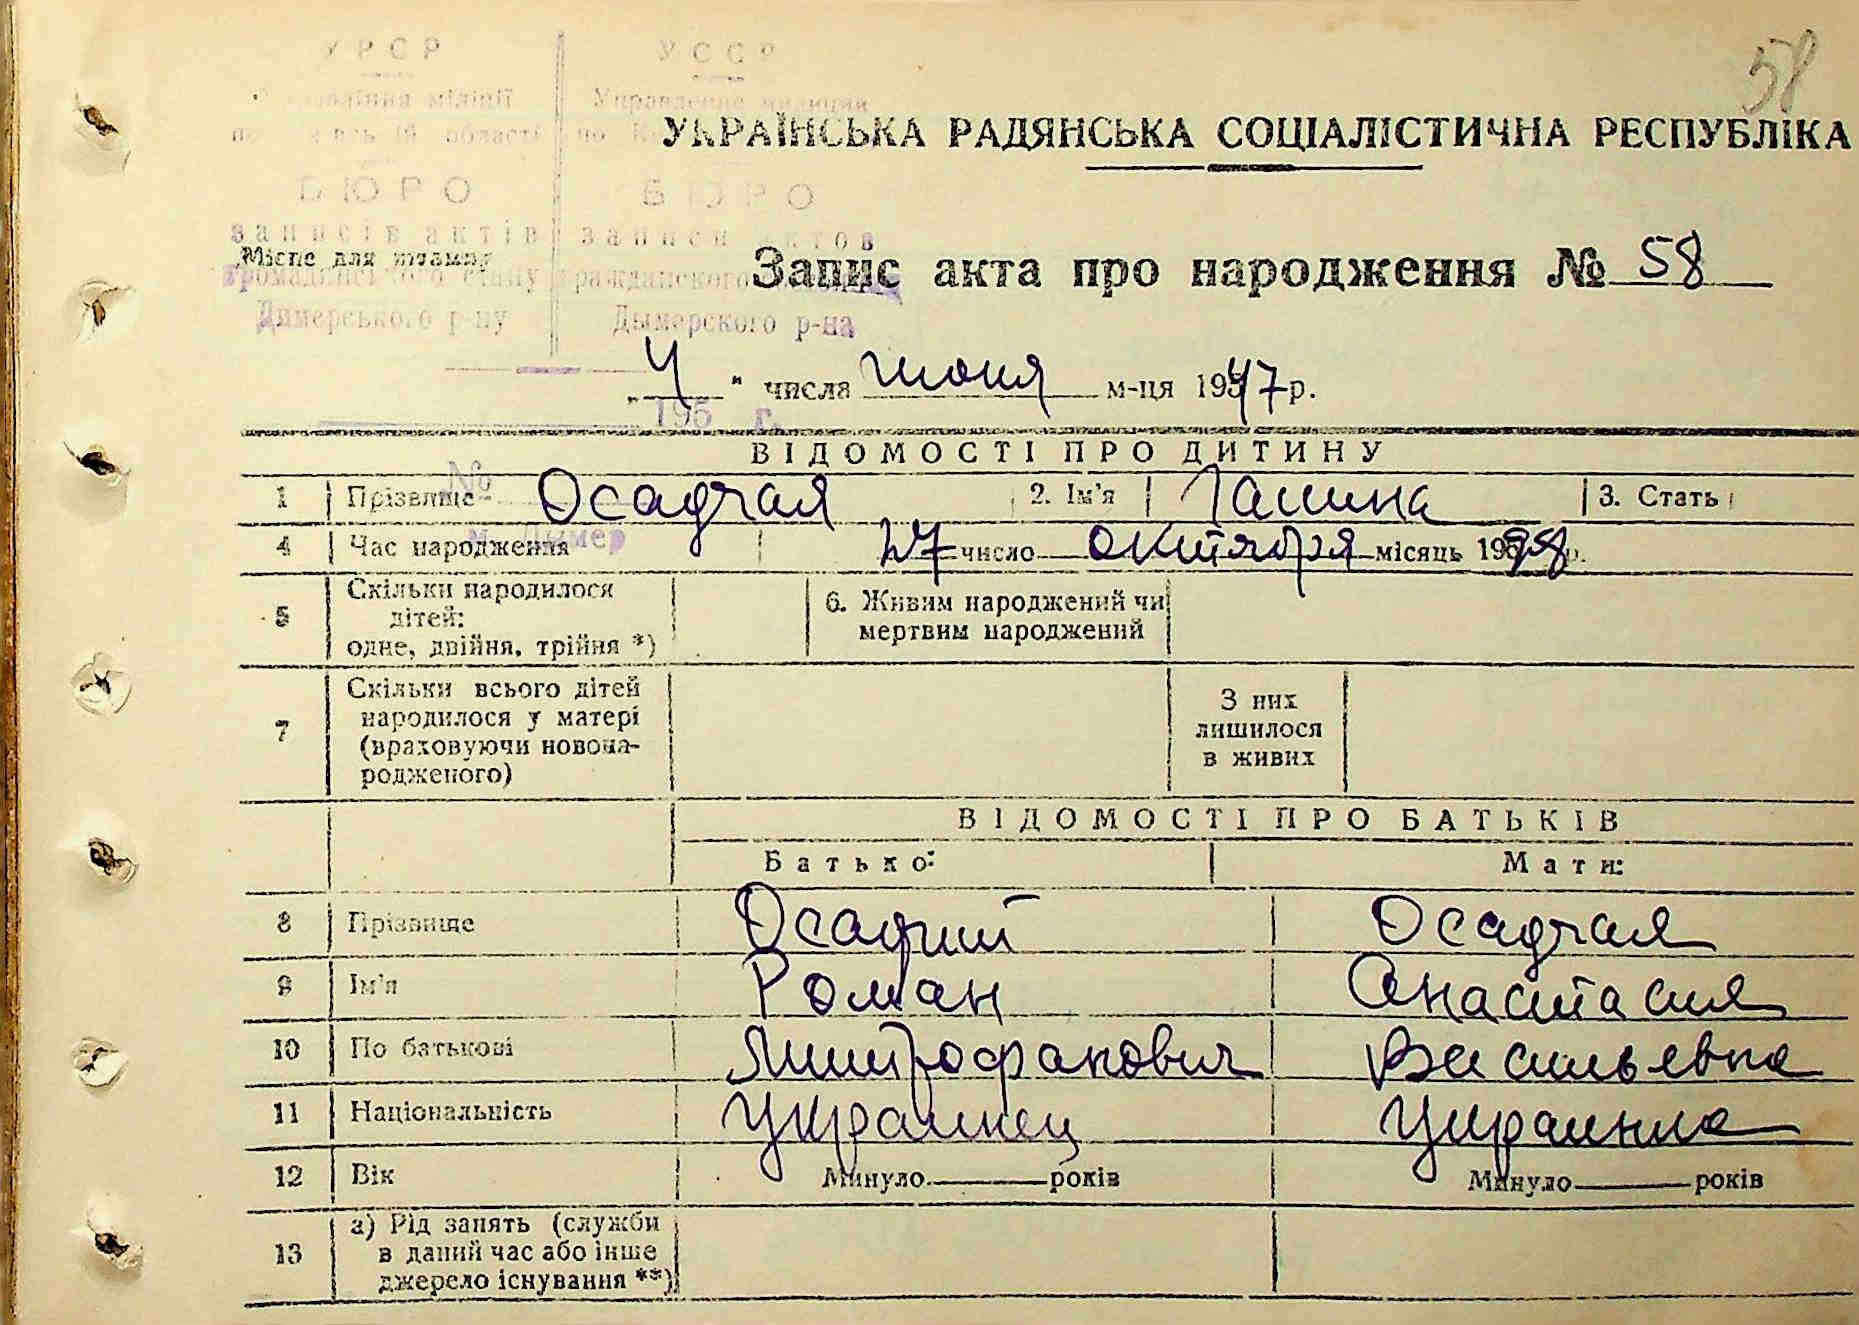 58
УРСР УССР
Управління міліції Управление милиции
області по
УКРАЇНСЬКА РАДЯНСЬКА СОЦІАЛІСТИЧНА РЕСПУБЛІКА
БЮРО БЮРО
записів актів записи актов
Місце для штампу
громадянського стану гражданского
Запис акта про народження № 58
Димерського р-ну Дымерского р-на
"4" числа июня м-ця 1947 р.
195 г.
ВІДОМОСТІ ПРО ДИТИНУ
№
1 Прізвище Осадчая 2. Ім'я Галина 3. Стать
м. Димер
4 Час народження 27 число октября місяць 1938 р.
5 Скільки народилося дітей: одне, двійня, трійня *) 6. Живим народжений чи мертвим народжений
7 Скільки всього дітей народилося у матері (враховуючи новонародженого) З них лишилося в живих
ВІДОМОСТІ ПРО БАТЬКІВ
Батько: Мати:
8 Прізвище Осадчий Осадчая
9 Ім'я Роман Анастасия
10 По батькові Митрофанович Васильевна
11 Національність Украинец Украинка
12 Вік Минуло років Минуло років
13 а) Рід занять (служби в даний час або інше джерело існування **)